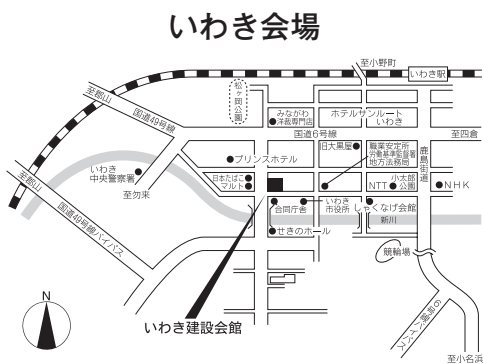 いわき会場
至小野町
いわき駅
松ヶ岡公園
至郡山
国道49号線
みながわ
洋裁専門店
ホテルサンルート
いわき
国道6号線
至四倉
プリンスホテル
旧大黒屋
職業安定所
労働基準監督署
地方法務局
鹿島街道
いわき
中央警察署
至勿来
日本たばこ
マルト
小太郎
公園
NTT
NHK
至郡山
国道49号線バイパス
合同庁舎
いわき
市役所
しゃくなげ会館
新川
せきのホール
競輪場
N
いわき建設会館
6号線バイパス
至小名浜